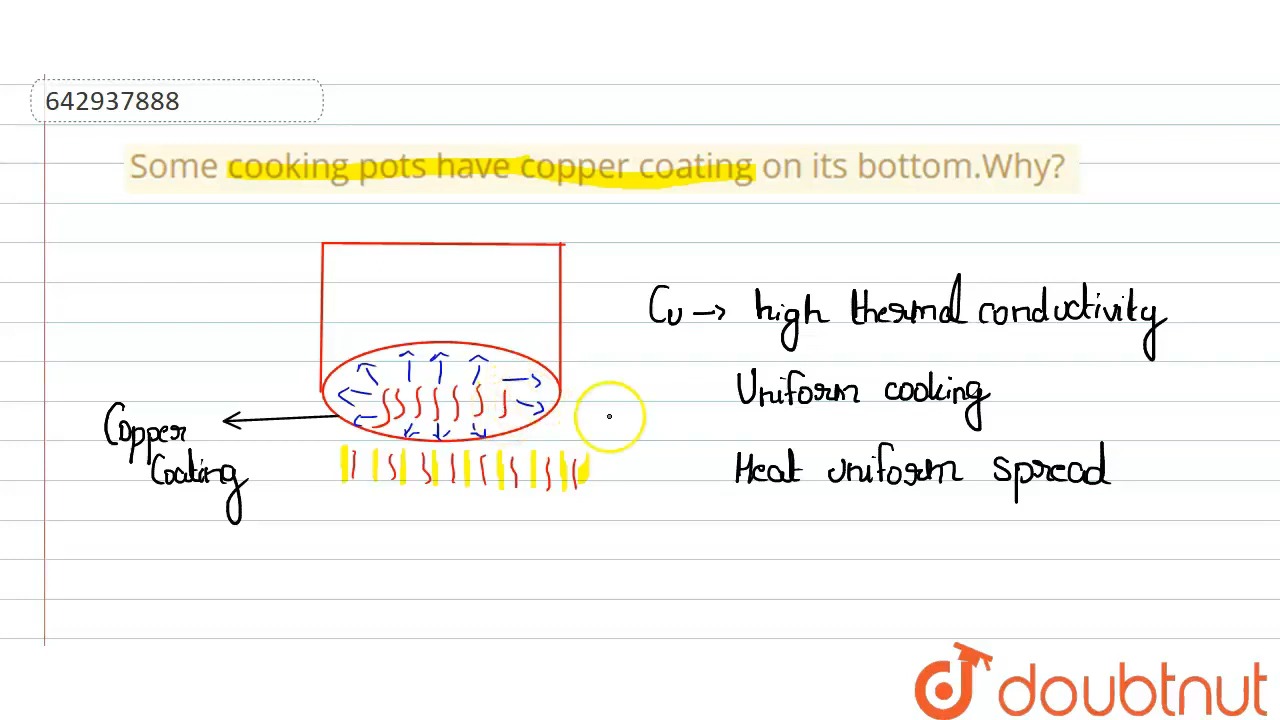 642937888
Some cooking pots have copper coating on its bottom.Why?
Cu → high thermal conductivity
Uniform cooking
Copper
Coating
Heat uniform spread
doubtnut